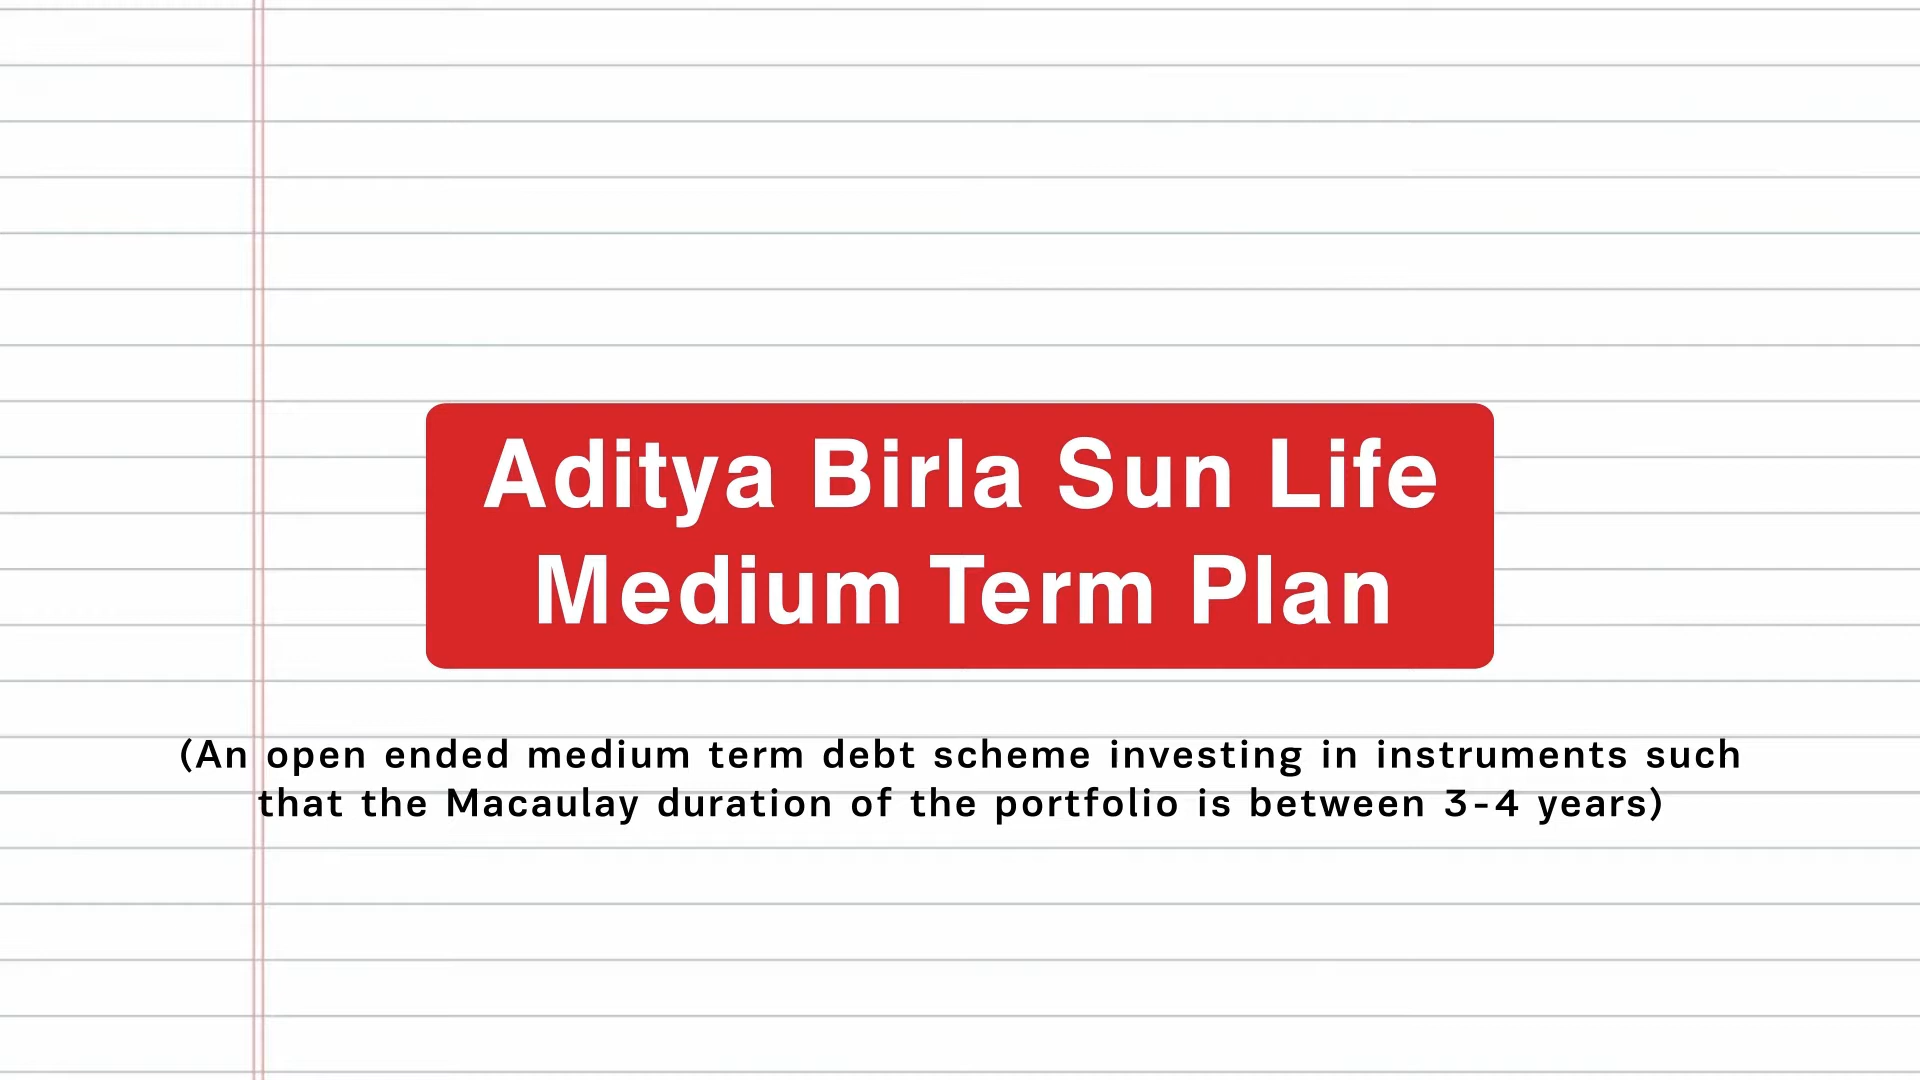 Aditya Birla Sun Life
Medium Term Plan
(An open ended medium term debt scheme investing in instruments such
that the Macaulay duration of the portfolio is between 3-4 years)